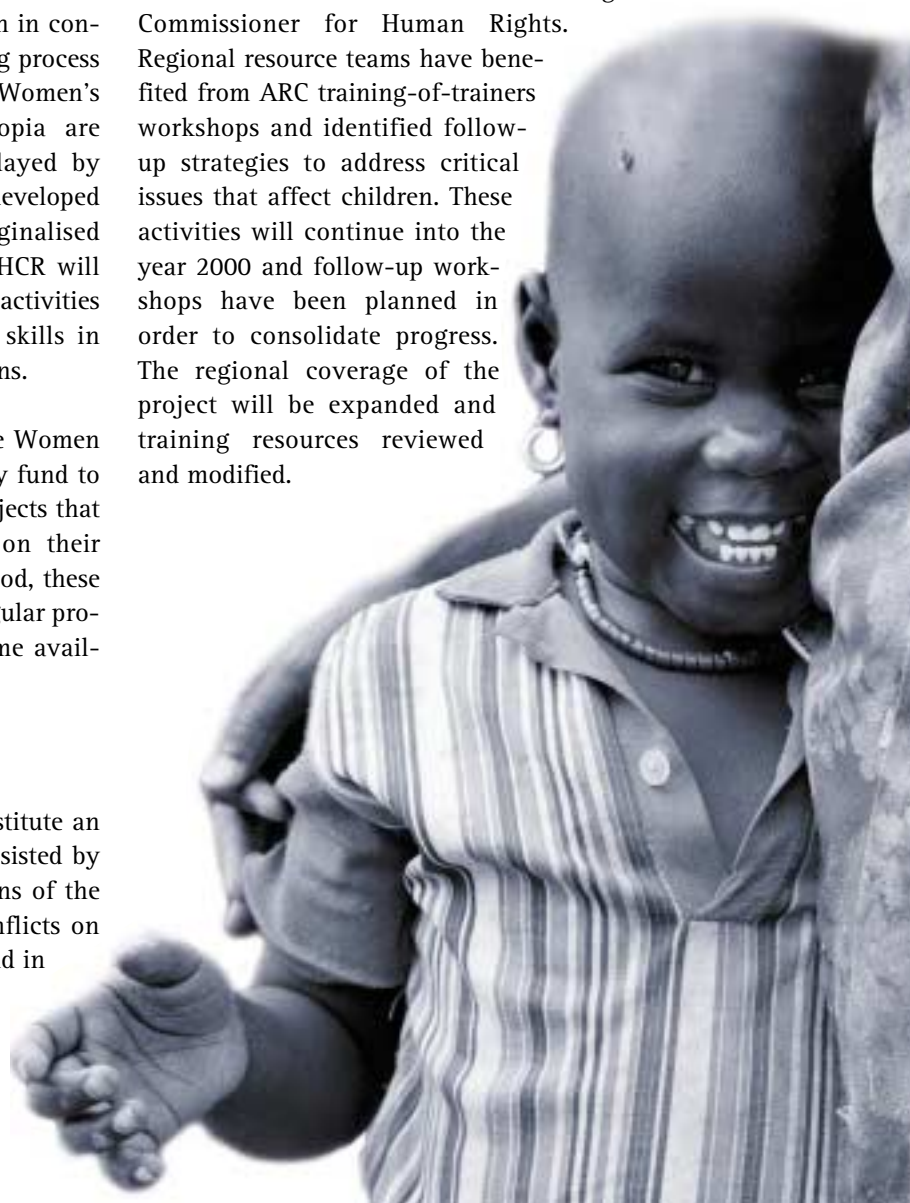 n in con-
g process
Women's
opia are
layed by
eveloped
ginalised
HCR will
activities
skills in
ns.
e Women
y fund to
jects that
on their
od, these
gular pro-
me avail-
stitute an
sisted by
ns of the
nflicts on
d in
Commissioner for Human Rights.
Regional resource teams have bene-
fited from ARC training-of-trainers
workshops and identified follow-
up strategies to address critical
issues that affect children. These
activities will continue into the
year 2000 and follow-up work-
shops have been planned in
order to consolidate progress.
The regional coverage of the
project will be expanded and
training resources reviewed
and modified.